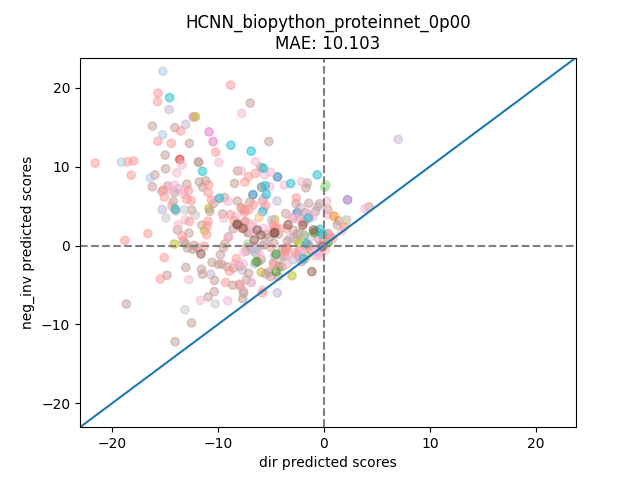 HCNN_biopython_proteinnet_0p00
MAE: 10.103
neg_inv predicted scores
20
10
0
−10
−20
−20
−10
0
10
20
dir predicted scores